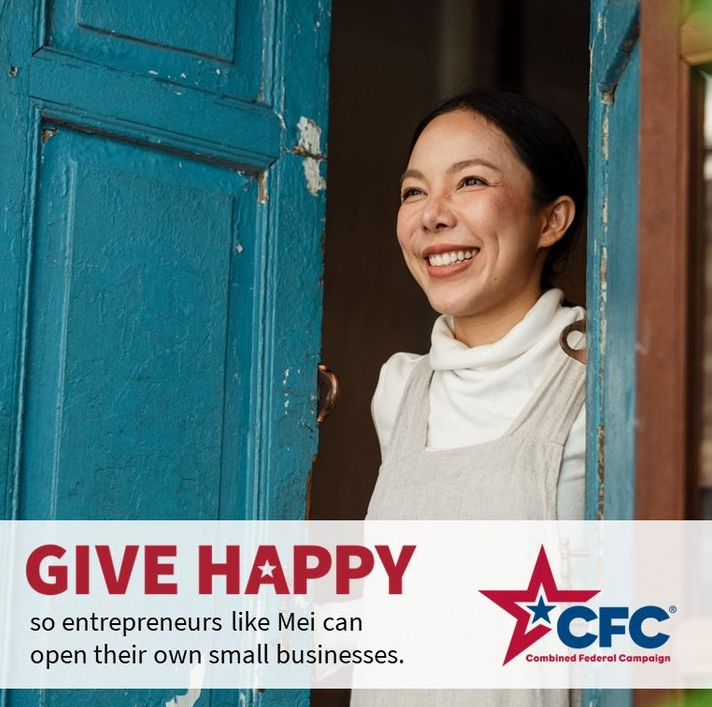 GIVE HAPPY
so entrepreneurs like Mei can
open their own small businesses.
CFC®
Combined Federal Campaign